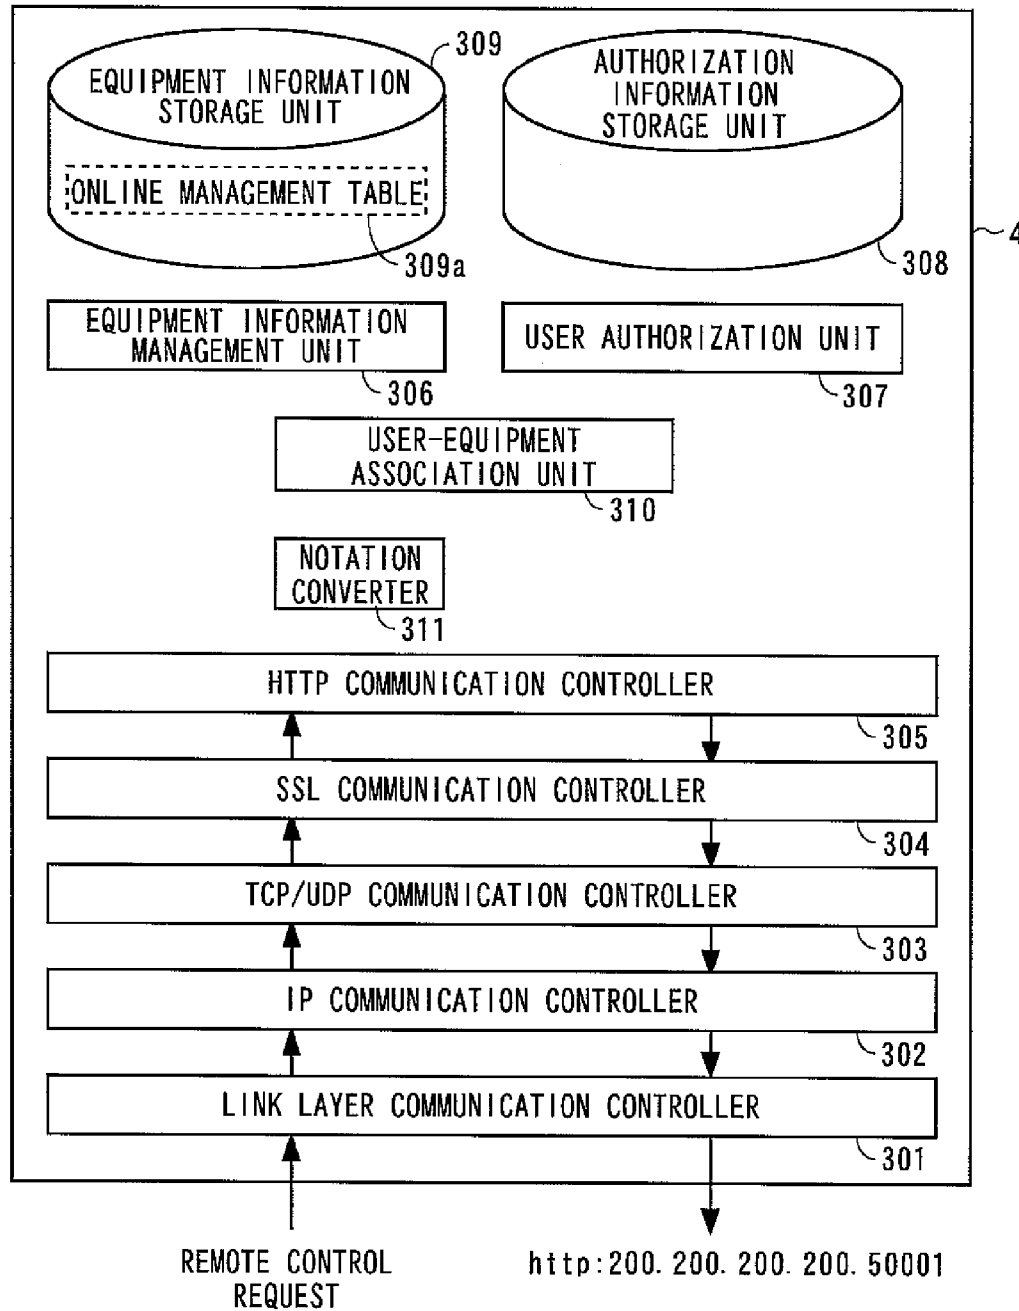 309
EQUIPMENT INFORMATION
STORAGE UNIT
ONLINE MANAGEMENT TABLE
309a
AUTHORIZATION
INFORMATION
STORAGE UNIT
308
4
EQUIPMENT INFORMATION
MANAGEMENT UNIT
306
USER AUTHORIZATION UNIT
307
USER-EQUIPMENT
ASSOCIATION UNIT
310
NOTATION
CONVERTER
311
HTTP COMMUNICATION CONTROLLER
305
SSL COMMUNICATION CONTROLLER
304
TCP/UDP COMMUNICATION CONTROLLER
303
IP COMMUNICATION CONTROLLER
302
LINK LAYER COMMUNICATION CONTROLLER
301
REMOTE CONTROL
REQUEST
http:200.200.200.200.50001